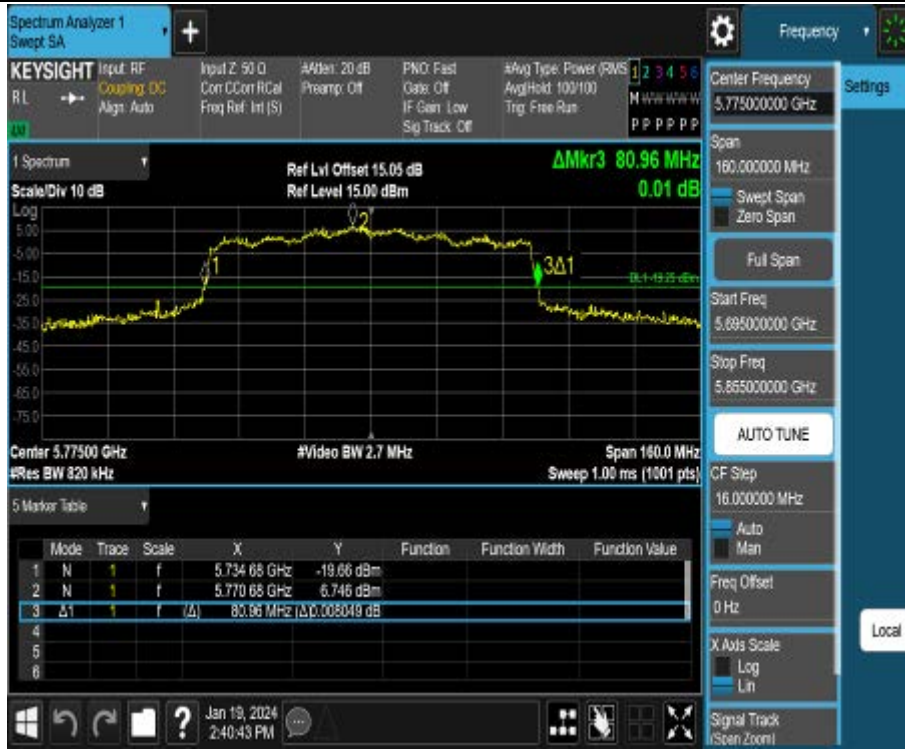 Spectrum Analyzer 1
Swept SA
Frequency
KEYSIGHT
RL
Input: RF
Coupling: DC
Align: Auto
Input Z: 50 Ω
Corr CCorr RCal
Freq Ref: Int (S)
#Atten: 20 dB
Preamp: Off
PNO: Fast
Gate: Off
IF Gain: Low
Sig Track: Off
#Avg Type: Power (RMS
Avg|Hold: 100/100
Trig: Free Run
1 2 3 4 5 6
M W W W W W
P P P P P P
Center Frequency
5.775000000 GHz
Settings
1 Spectrum
Scale/Div 10 dB
Ref Lvl Offset 15.05 dB
Ref Level 15.00 dBm
ΔMkr3 80.96 MHz
0.01 dB
Log
5.00
-5.00
-15.0
-25.0
-35.0
-45.0
-55.0
-65.0
-75.0
1
2
3Δ1
Center 5.77500 GHz
#Res BW 820 kHz
#Video BW 2.7 MHz
Span 160.0 MHz
Sweep 1.00 ms (1001 pts)
Span
160.000000 MHz
Swept Span
Zero Span
Full Span
Start Freq
5.695000000 GHz
Stop Freq
5.855000000 GHz
AUTO TUNE
CF Step
16.000000 MHz
Auto
Man
Freq Offset
0 Hz
X Axis Scale
Log
Lin
Signal Track
(Span Zoom)
Local
5 Marker Table
Mode Trace Scale X Y Function Function Width Function Value
1 N 1 f 5.734 68 GHz -19.66 dBm
2 N 1 f 5.770 68 GHz 6.746 dBm
3 Δ1 1 f (Δ) 80.96 MHz (Δ)0.008049 dB
4
5
6
?
Jan 19, 2024
2:40:43 PM